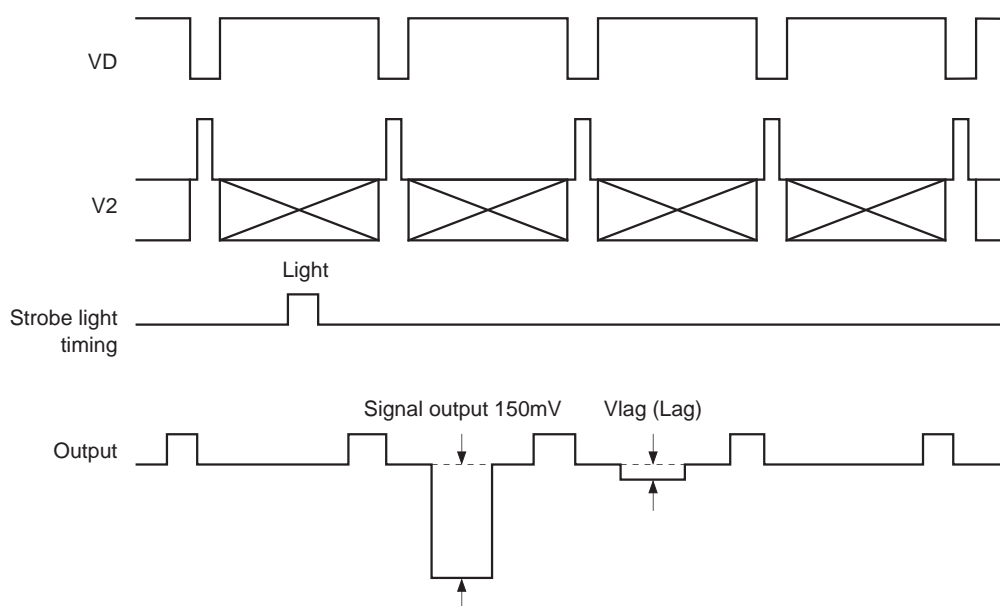 VD
V2
Light
Strobe light
timing
Signal output 150mV
Vlag (Lag)
Output